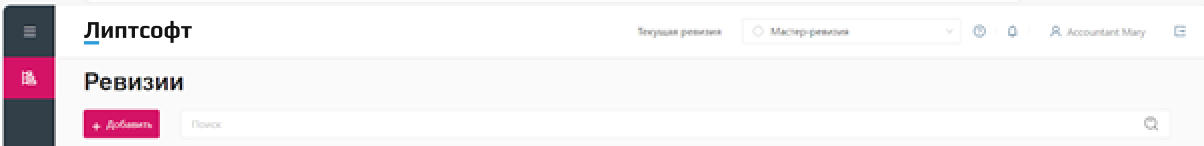 Липтсофт
Текущая ревизия Мастер-ревизия Accountant Mary
Ревизии
+ Добавить Поиск